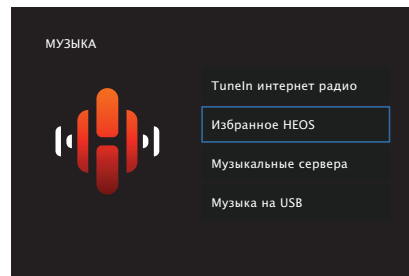 МУЗЫКА
TuneIn интернет радио
Избранное HEOS
Музыкальные сервера
Музыка на USB